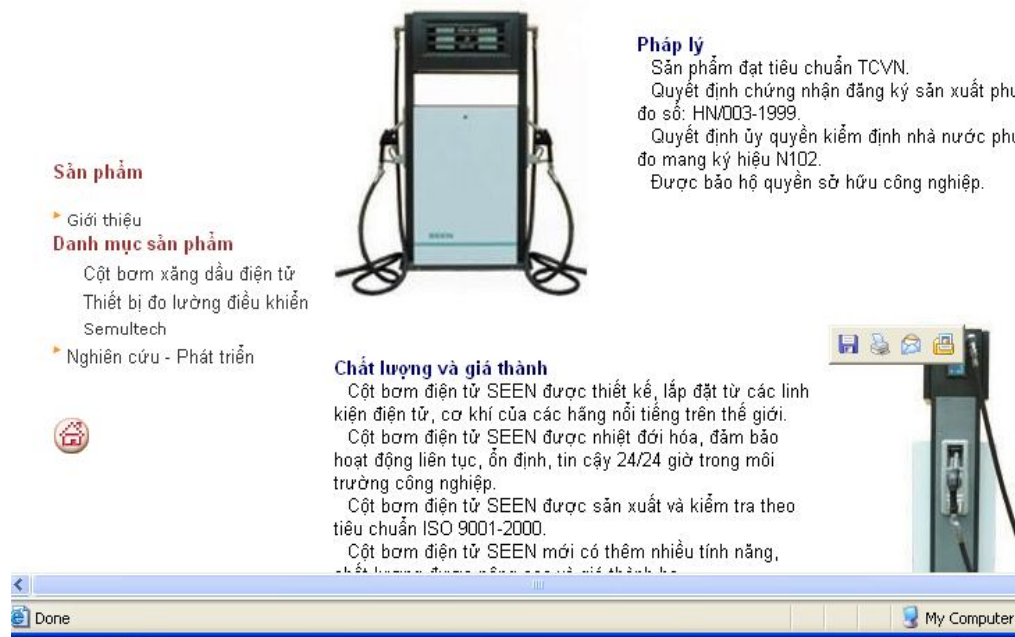 Sản phẩm
Giới thiệu
Danh mục sản phẩm
Cột bơm xăng dầu điện tử
Thiết bị đo lường điều khiển
Semultech
Nghiên cứu - Phát triển
SEEN
Pháp lý
Sản phẩm đạt tiêu chuẩn TCVN.
Quyết định chứng nhận đăng ký sản xuất phư
đo số: HN/003-1999.
Quyết định ủy quyền kiểm định nhà nước phư
đo mang ký hiệu N102.
Được bảo hộ quyền sở hữu công nghiệp.
Chất lượng và giá thành
Cột bơm điện tử SEEN được thiết kế, lắp đặt từ các linh
kiện điện tử, cơ khí của các hãng nổi tiếng trên thế giới.
Cột bơm điện tử SEEN được nhiệt đới hóa, đảm bảo
hoạt động liên tục, ổn định, tin cậy 24/24 giờ trong môi
trường công nghiệp.
Cột bơm điện tử SEEN được sản xuất và kiểm tra theo
tiêu chuẩn ISO 9001-2000.
Cột bơm điện tử SEEN mới có thêm nhiều tính năng,
Done
My Computer